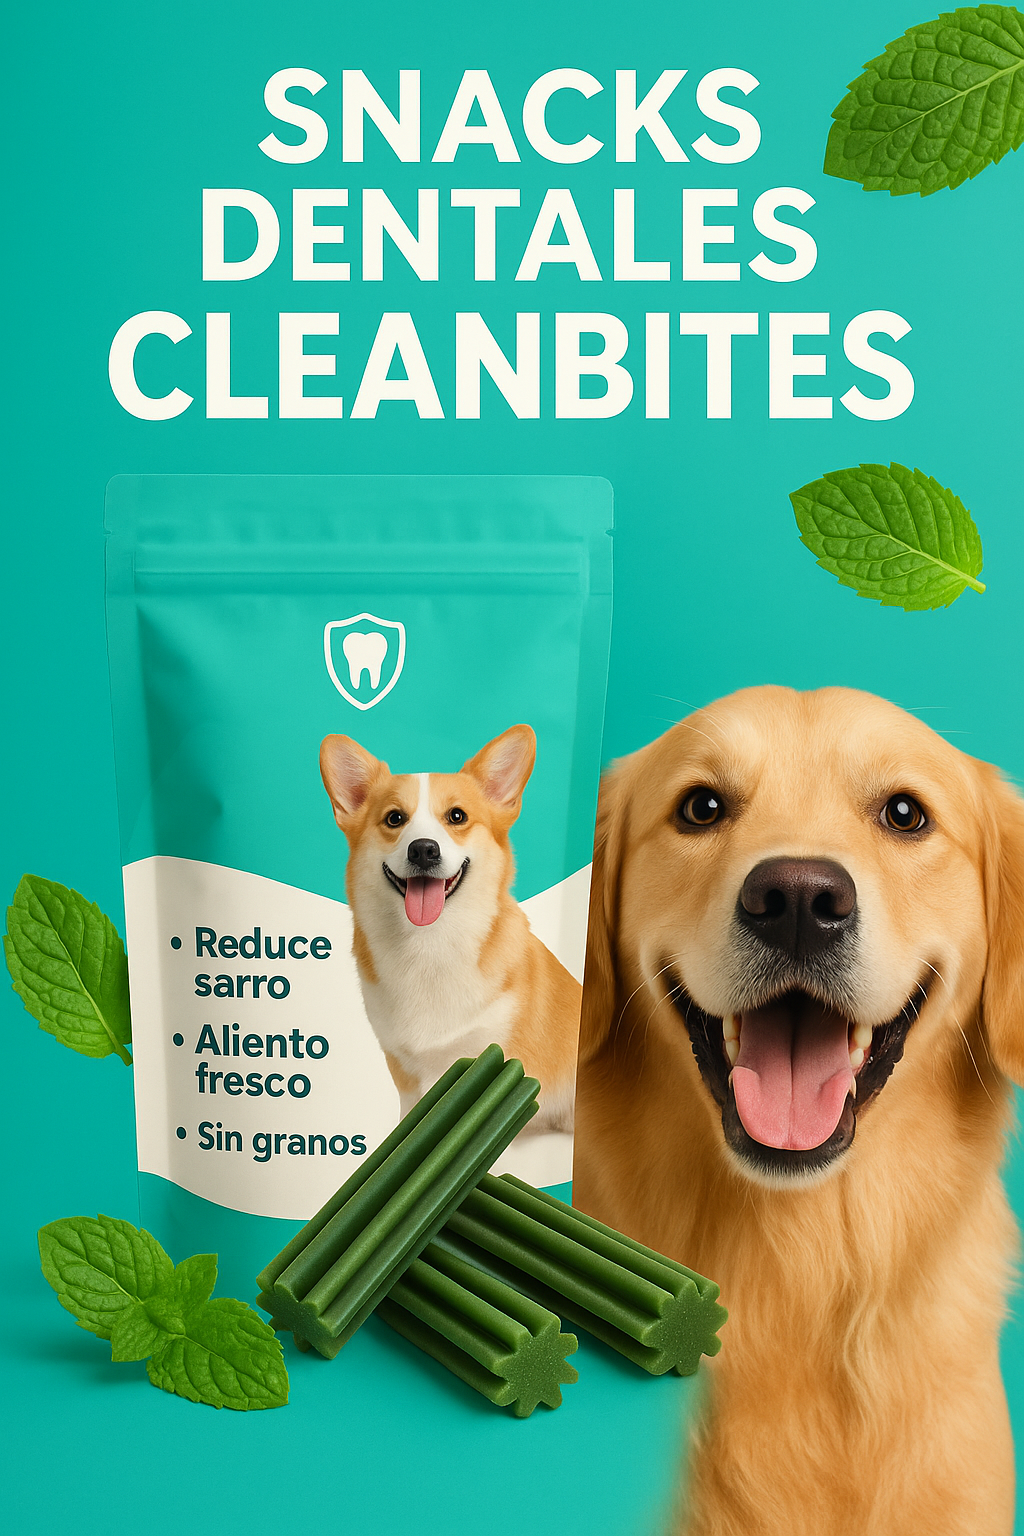 SNACKS
DENTALES
CLEANBITES
• Reduce
sarro
• Aliento
fresco
• Sin granos